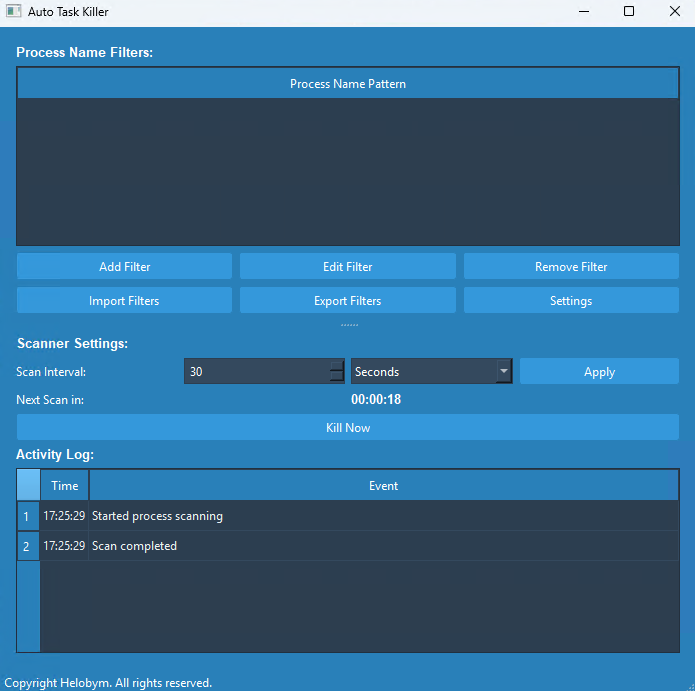 Auto Task Killer
Process Name Filters:
Process Name Pattern
Add Filter Edit Filter Remove Filter
Import Filters Export Filters Settings
Scanner Settings:
Scan Interval: 30 Seconds Apply
Next Scan in: 00:00:18
Kill Now
Activity Log:
Time Event
1 17:25:29 Started process scanning
2 17:25:29 Scan completed
Copyright Helobym. All rights reserved.